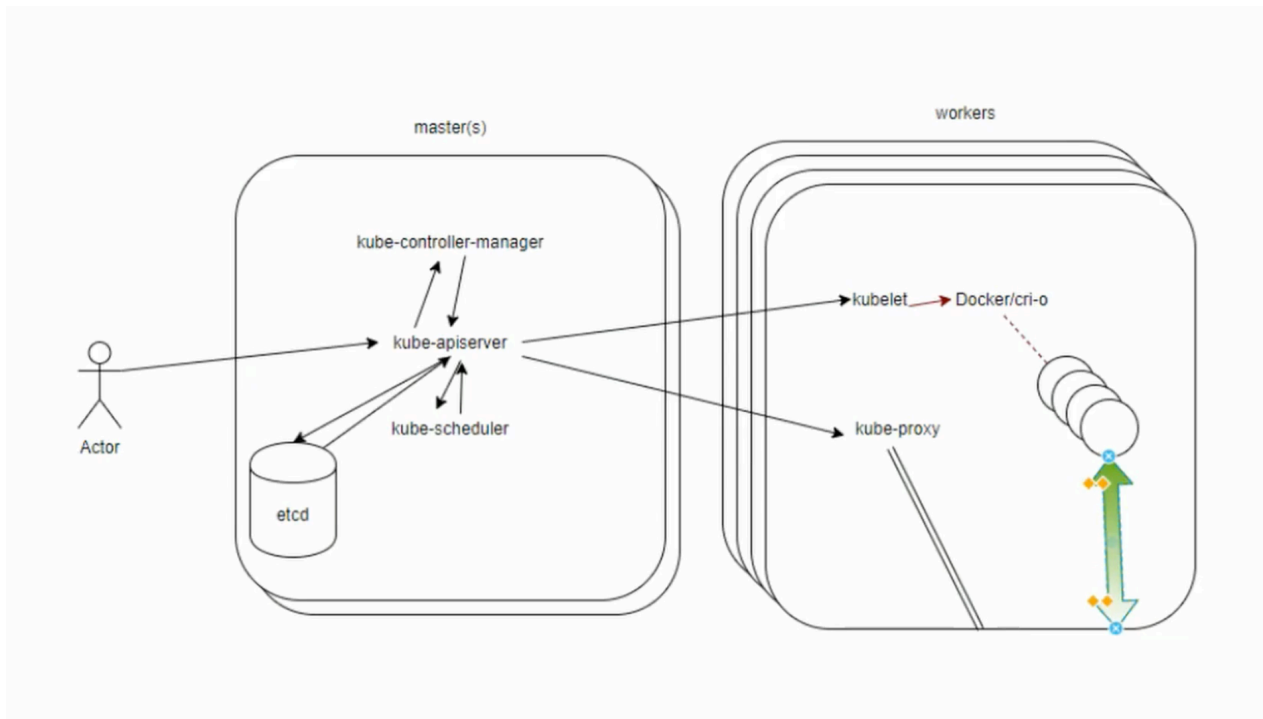 master(s)
workers
kube-controller-manager
kubelet
Docker/cri-o
kube-apiserver
kube-scheduler
kube-proxy
Actor
etcd